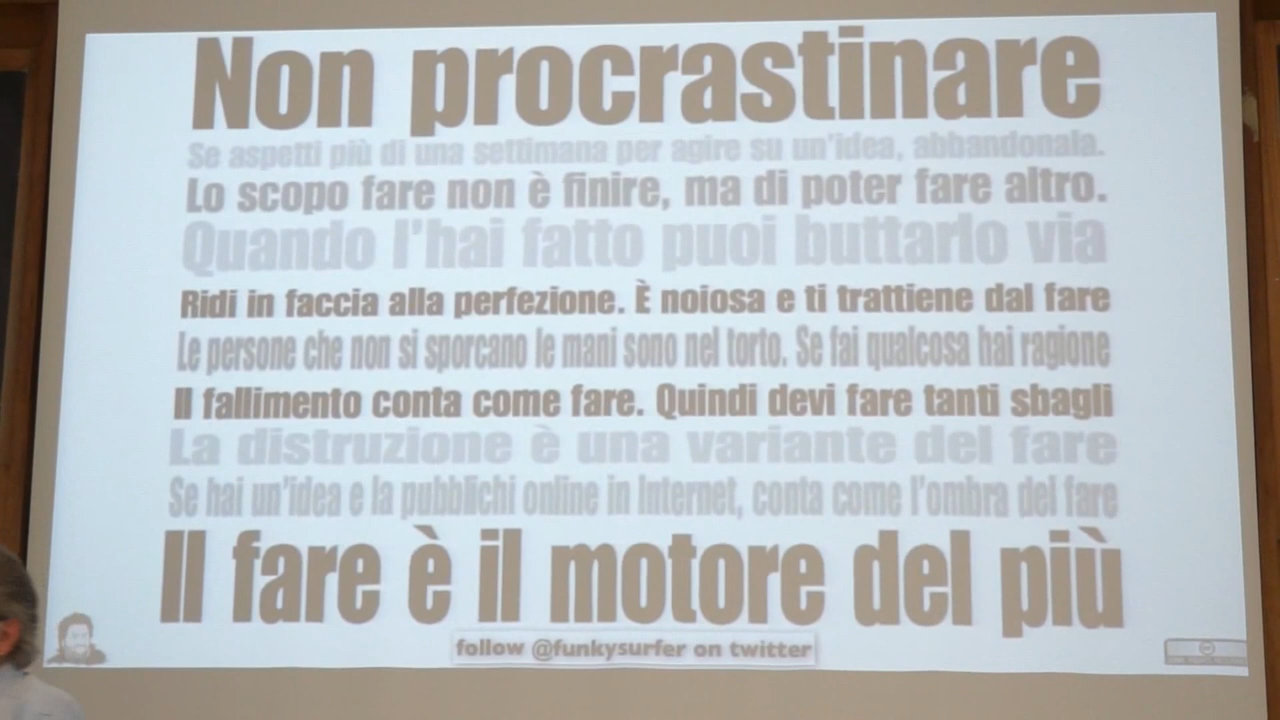 Non procrastinare
Se aspetti più di una settimana per agire su un'idea, abbandonala.
Lo scopo fare non è finire, ma di poter fare altro.
Quando l'hai fatto puoi buttarlo via
Ridi in faccia alla perfezione. È noiosa e ti trattiene dal fare
Le persone che non si sporcano le mani sono nel torto. Se fai qualcosa hai ragione
Il fallimento conta come fare. Quindi devi fare tanti sbagli
La distruzione è una variante del fare
Se hai un'idea e la pubblichi online in Internet, conta come l'ombra del fare
Il fare è il motore del più
follow @funkysurfer on twitter